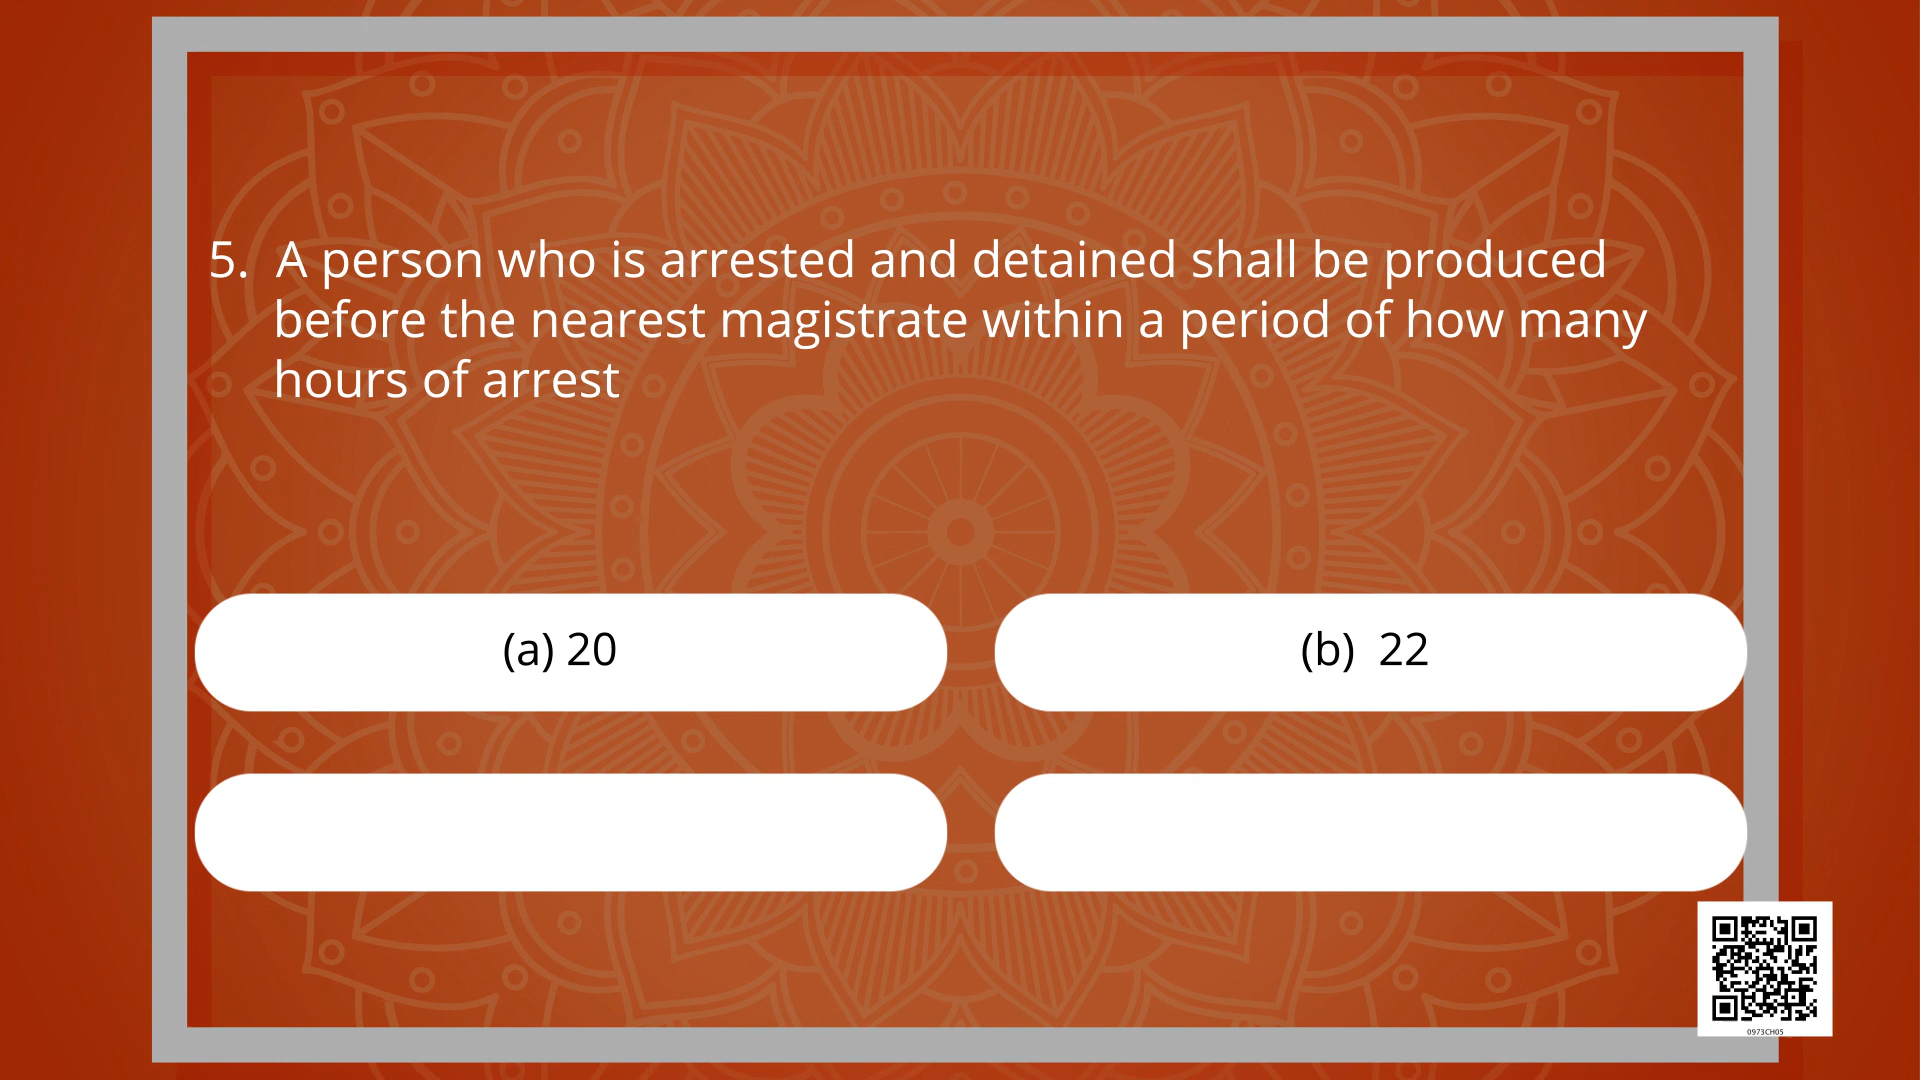 5. A person who is arrested and detained shall be produced
before the nearest magistrate within a period of how many
hours of arrest
(a) 20
(b) 22
0973CH05